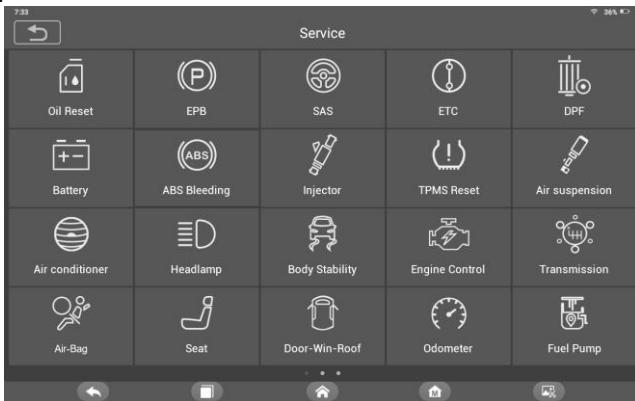 7:33
36%
Service
Oil Reset
EPB
SAS
ETC
DPF
Battery
ABS Bleeding
Injector
TPMS Reset
Air suspension
Air conditioner
Headlamp
Body Stability
Engine Control
Transmission
Air-Bag
Seat
Door-Win-Roof
Odometer
Fuel Pump